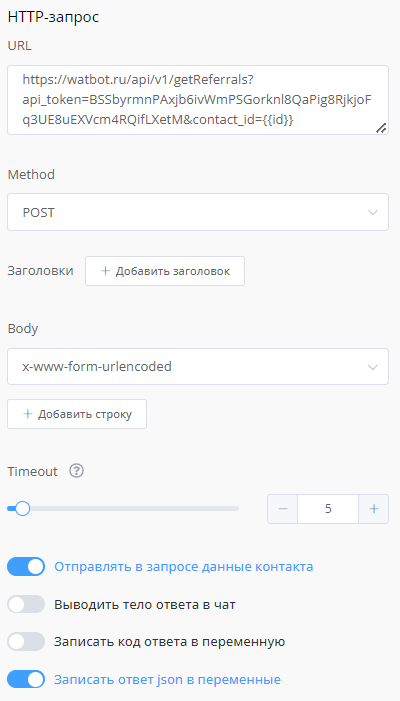 HTTP-запрос
URL
https://watbot.ru/api/v1/getReferrals?
api_token=BSSbyrmnPAxjb6ivWmPSGorknl8QaPig8RjkjoF
q3UE8uEXVcm4RQifLXetM&contact_id={{id}}
Method
POST
Заголовки + Добавить заголовок
Body
x-www-form-urlencoded
+ Добавить строку
Timeout ?
− 5 +
Отправлять в запросе данные контакта
Выводить тело ответа в чат
Записать код ответа в переменную
Записать ответ json в переменные